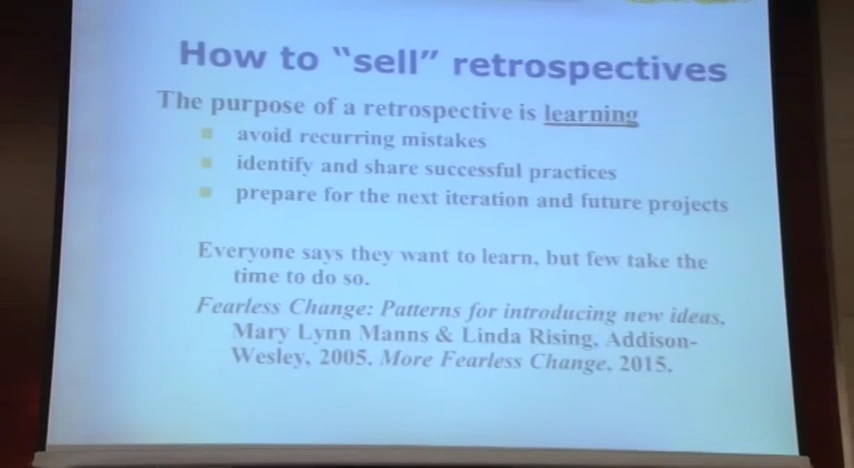 How to “sell” retrospectives
The purpose of a retrospective is learning
avoid recurring mistakes
identify and share successful practices
prepare for the next iteration and future projects
Everyone says they want to learn, but few take the
time to do so.
Fearless Change: Patterns for introducing new ideas,
Mary Lynn Manns & Linda Rising, Addison-
Wesley, 2005. More Fearless Change, 2015.